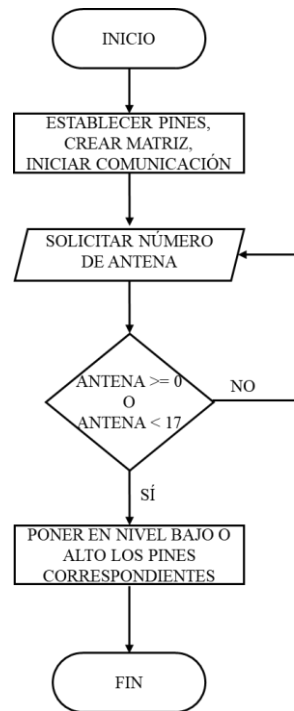 INICIO
ESTABLECER PINES,
CREAR MATRIZ,
INICIAR COMUNICACIÓN
SOLICITAR NÚMERO
DE ANTENA
ANTENA >= 0
O
ANTENA < 17
NO
SÍ
PONER EN NIVEL BAJO O
ALTO LOS PINES
CORRESPONDIENTES
FIN